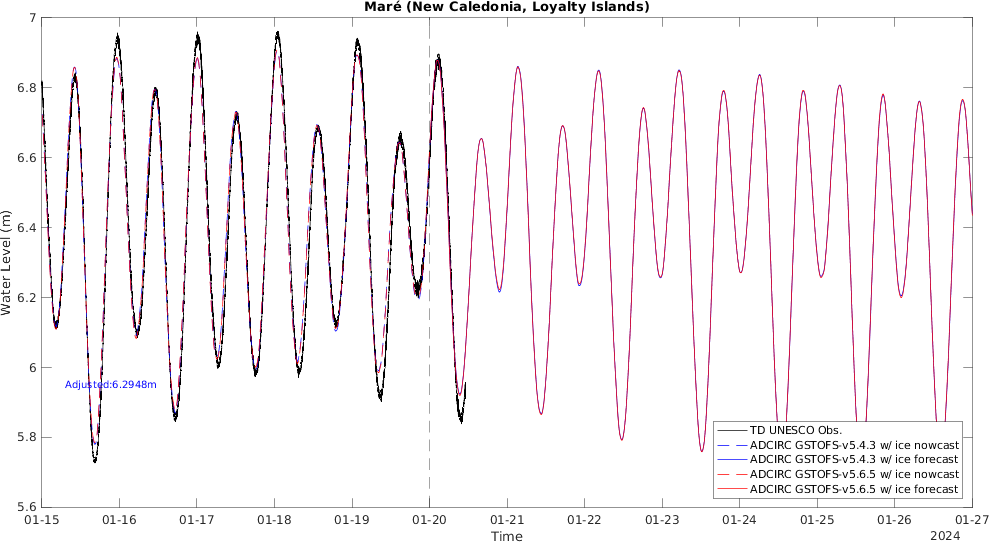 Maré (New Caledonia, Loyalty Islands)
7
6.8
6.6
6.4
6.2
6
5.8
5.6
Water Level (m)
Adjusted:6.2948m
TD UNESCO Obs.
ADCIRC GSTOFS-v5.4.3 w/ ice nowcast
ADCIRC GSTOFS-v5.4.3 w/ ice forecast
ADCIRC GSTOFS-v5.6.5 w/ ice nowcast
ADCIRC GSTOFS-v5.6.5 w/ ice forecast
01-15 01-16 01-17 01-18 01-19 01-20 01-21 01-22 01-23 01-24 01-25 01-26 01-27
Time
2024